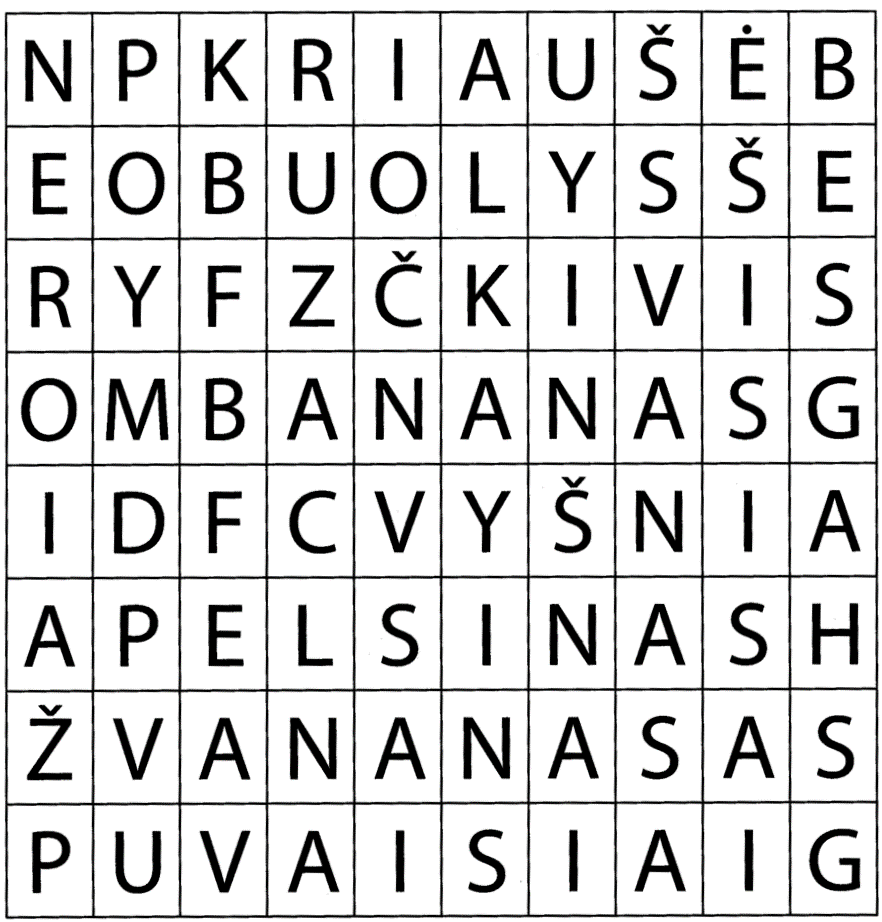 N P K R I A U Š Ė B
E O B U O L Y S Š E
R Y F Z Č K I V I S
O M B A N A N A S G
I D F C V Y Š N I A
A P E L S I N A S H
Ž V A N A N A S A S
P U V A I S I A I G